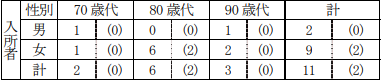 入所者 性別 70歳代 80歳代 90歳代 計
男 1 (0) 0 (0) 1 (0) 2 (0)
女 1 (0) 6 (2) 2 (0) 9 (2)
計 2 (0) 6 (2) 3 (0) 11 (2)